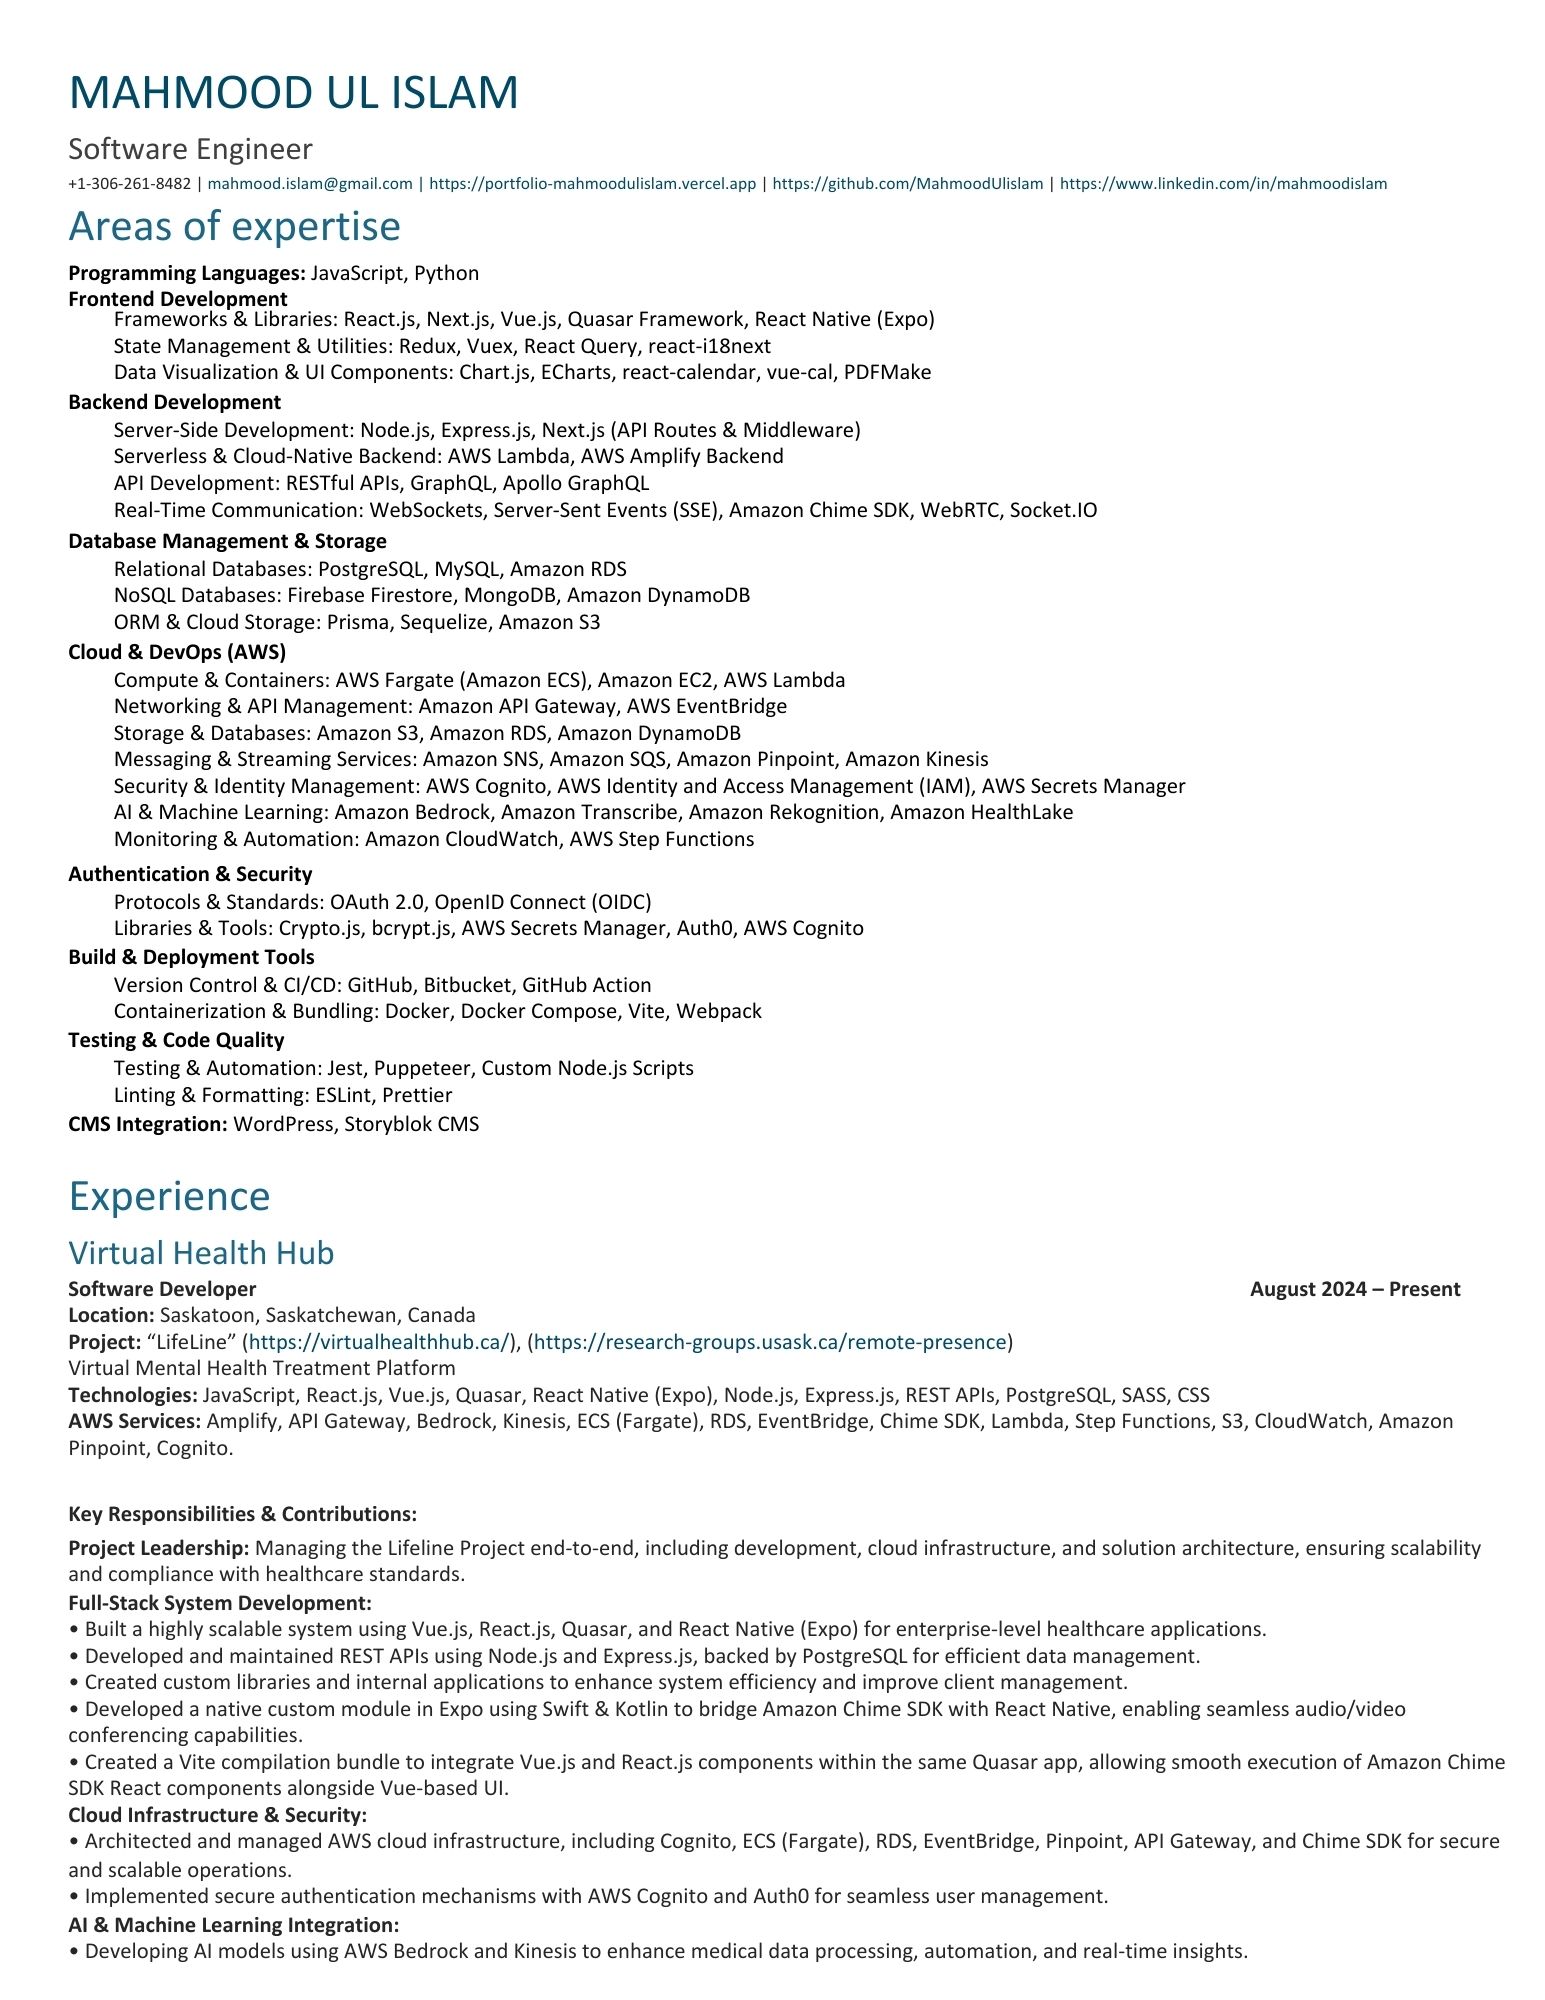 MAHMOOD UL ISLAM
Software Engineer
+1-306-261-8482 | mahmood.islam@gmail.com | https://portfolio-mahmoodulislam.vercel.app | https://github.com/MahmoodUlislam | https://www.linkedin.com/in/mahmoodislam
Areas of expertise
Programming Languages: JavaScript, Python
Frontend Development
Frameworks & Libraries: React.js, Next.js, Vue.js, Quasar Framework, React Native (Expo)
State Management & Utilities: Redux, Vuex, React Query, react-i18next
Data Visualization & UI Components: Chart.js, ECharts, react-calendar, vue-cal, PDFMake
Backend Development
Server-Side Development: Node.js, Express.js, Next.js (API Routes & Middleware)
Serverless & Cloud-Native Backend: AWS Lambda, AWS Amplify Backend
API Development: RESTful APIs, GraphQL, Apollo GraphQL
Real-Time Communication: WebSockets, Server-Sent Events (SSE), Amazon Chime SDK, WebRTC, Socket.IO
Database Management & Storage
Relational Databases: PostgreSQL, MySQL, Amazon RDS
NoSQL Databases: Firebase Firestore, MongoDB, Amazon DynamoDB
ORM & Cloud Storage: Prisma, Sequelize, Amazon S3
Cloud & DevOps (AWS)
Compute & Containers: AWS Fargate (Amazon ECS), Amazon EC2, AWS Lambda
Networking & API Management: Amazon API Gateway, AWS EventBridge
Storage & Databases: Amazon S3, Amazon RDS, Amazon DynamoDB
Messaging & Streaming Services: Amazon SNS, Amazon SQS, Amazon Pinpoint, Amazon Kinesis
Security & Identity Management: AWS Cognito, AWS Identity and Access Management (IAM), AWS Secrets Manager
AI & Machine Learning: Amazon Bedrock, Amazon Transcribe, Amazon Rekognition, Amazon HealthLake
Monitoring & Automation: Amazon CloudWatch, AWS Step Functions
Authentication & Security
Protocols & Standards: OAuth 2.0, OpenID Connect (OIDC)
Libraries & Tools: Crypto.js, bcrypt.js, AWS Secrets Manager, Auth0, AWS Cognito
Build & Deployment Tools
Version Control & CI/CD: GitHub, Bitbucket, GitHub Action
Containerization & Bundling: Docker, Docker Compose, Vite, Webpack
Testing & Code Quality
Testing & Automation: Jest, Puppeteer, Custom Node.js Scripts
Linting & Formatting: ESLint, Prettier
CMS Integration: WordPress, Storyblok CMS
Experience
Virtual Health Hub
Software Developer August 2024 – Present
Location: Saskatoon, Saskatchewan, Canada
Project: “LifeLine” (https://virtualhealthhub.ca/), (https://research-groups.usask.ca/remote-presence)
Virtual Mental Health Treatment Platform
Technologies: JavaScript, React.js, Vue.js, Quasar, React Native (Expo), Node.js, Express.js, REST APIs, PostgreSQL, SASS, CSS
AWS Services: Amplify, API Gateway, Bedrock, Kinesis, ECS (Fargate), RDS, EventBridge, Chime SDK, Lambda, Step Functions, S3, CloudWatch, Amazon
Pinpoint, Cognito.
Key Responsibilities & Contributions:
Project Leadership: Managing the Lifeline Project end-to-end, including development, cloud infrastructure, and solution architecture, ensuring scalability
and compliance with healthcare standards.
Full-Stack System Development:
• Built a highly scalable system using Vue.js, React.js, Quasar, and React Native (Expo) for enterprise-level healthcare applications.
• Developed and maintained REST APIs using Node.js and Express.js, backed by PostgreSQL for efficient data management.
• Created custom libraries and internal applications to enhance system efficiency and improve client management.
• Developed a native custom module in Expo using Swift & Kotlin to bridge Amazon Chime SDK with React Native, enabling seamless audio/video
conferencing capabilities.
• Created a Vite compilation bundle to integrate Vue.js and React.js components within the same Quasar app, allowing smooth execution of Amazon Chime
SDK React components alongside Vue-based UI.
Cloud Infrastructure & Security:
• Architected and managed AWS cloud infrastructure, including Cognito, ECS (Fargate), RDS, EventBridge, Pinpoint, API Gateway, and Chime SDK for secure
and scalable operations.
• Implemented secure authentication mechanisms with AWS Cognito and Auth0 for seamless user management.
AI & Machine Learning Integration:
• Developing AI models using AWS Bedrock and Kinesis to enhance medical data processing, automation, and real-time insights.